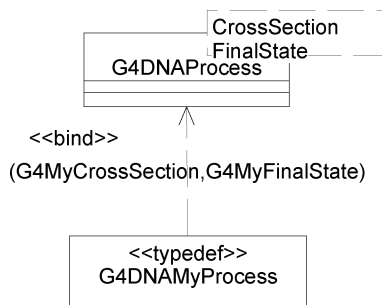 CrossSection
FinalState
G4DNAProcess
<<bind>>
(G4MyCrossSection,G4MyFinalState)
<<typedef>>
G4DNAMyProcess